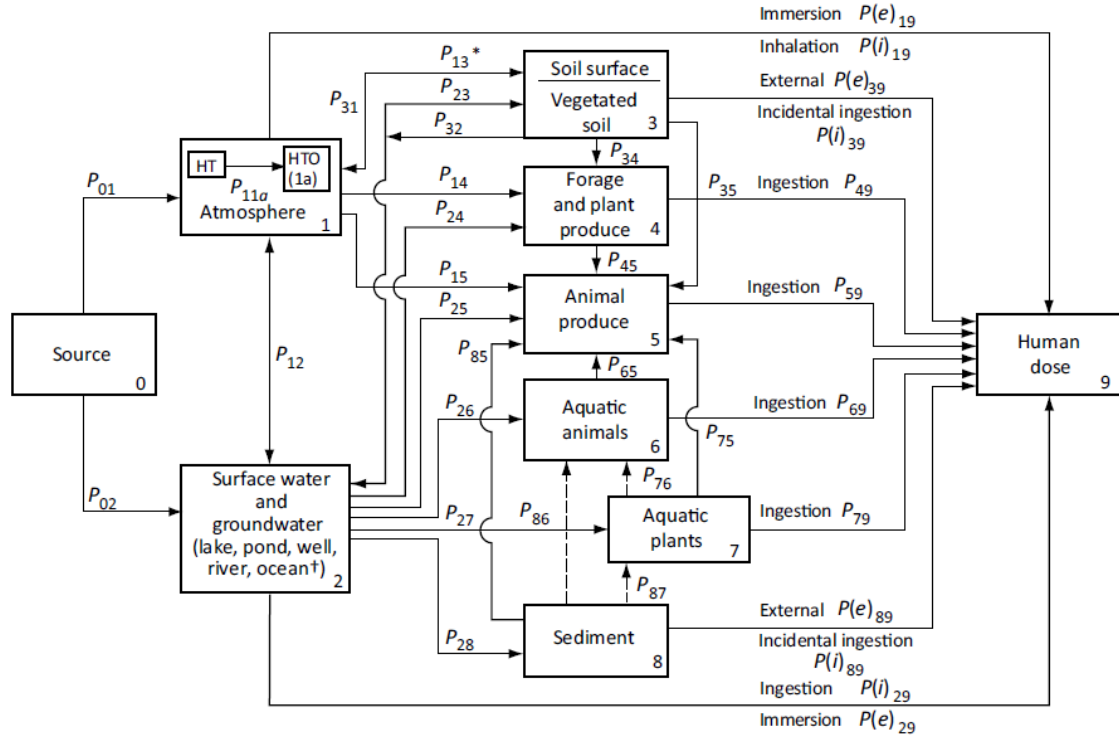 Immersion P(e)19
Inhalation P(i)19
P13*
P31
P23
P32
Soil surface
Vegetated
soil
3
External P(e)39
Incidental ingestion
P(i)39
P34
P35
HT
HTO
(1a)
P11a
Atmosphere
1
P01
P14
P24
Forage
and plant
produce
4
Ingestion P49
P45
P15
P25
Animal
produce
5
Ingestion P59
Source
0
P12
P85
P65
Human
dose
9
P26
Aquatic
animals
6
Ingestion P69
P75
P76
P02
Surface water
and
groundwater
(lake, pond, well,
river, ocean†)
2
P27
P86
Aquatic
plants
7
Ingestion P79
P87
P28
Sediment
8
External P(e)89
Incidental ingestion
P(i)89
Ingestion P(i)29
Immersion P(e)29